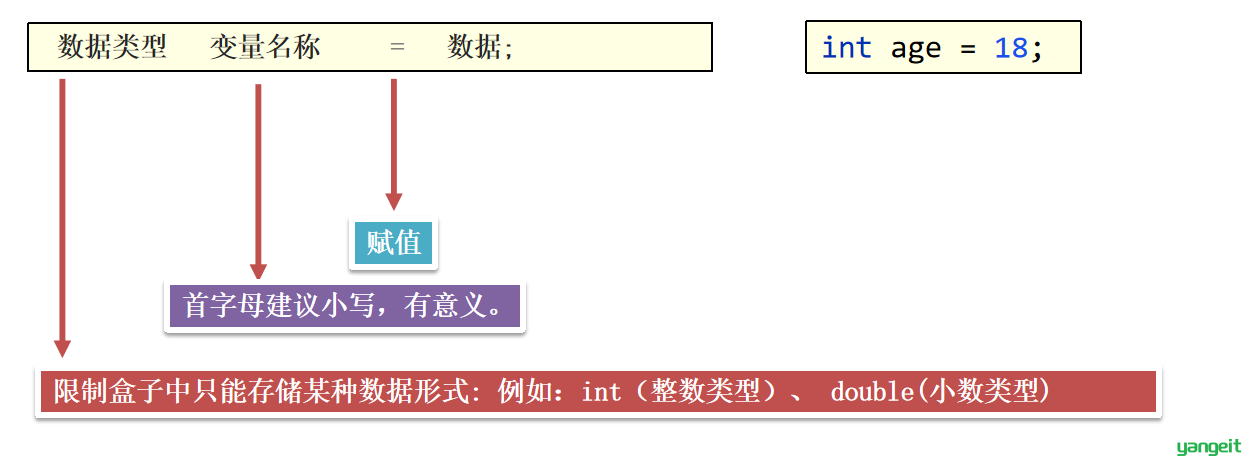 数据类型 变量名称 = 数据;
int age = 18;
赋值
首字母建议小写，有意义。
限制盒子中只能存储某种数据形式: 例如：int（整数类型）、 double(小数类型)
yangeit